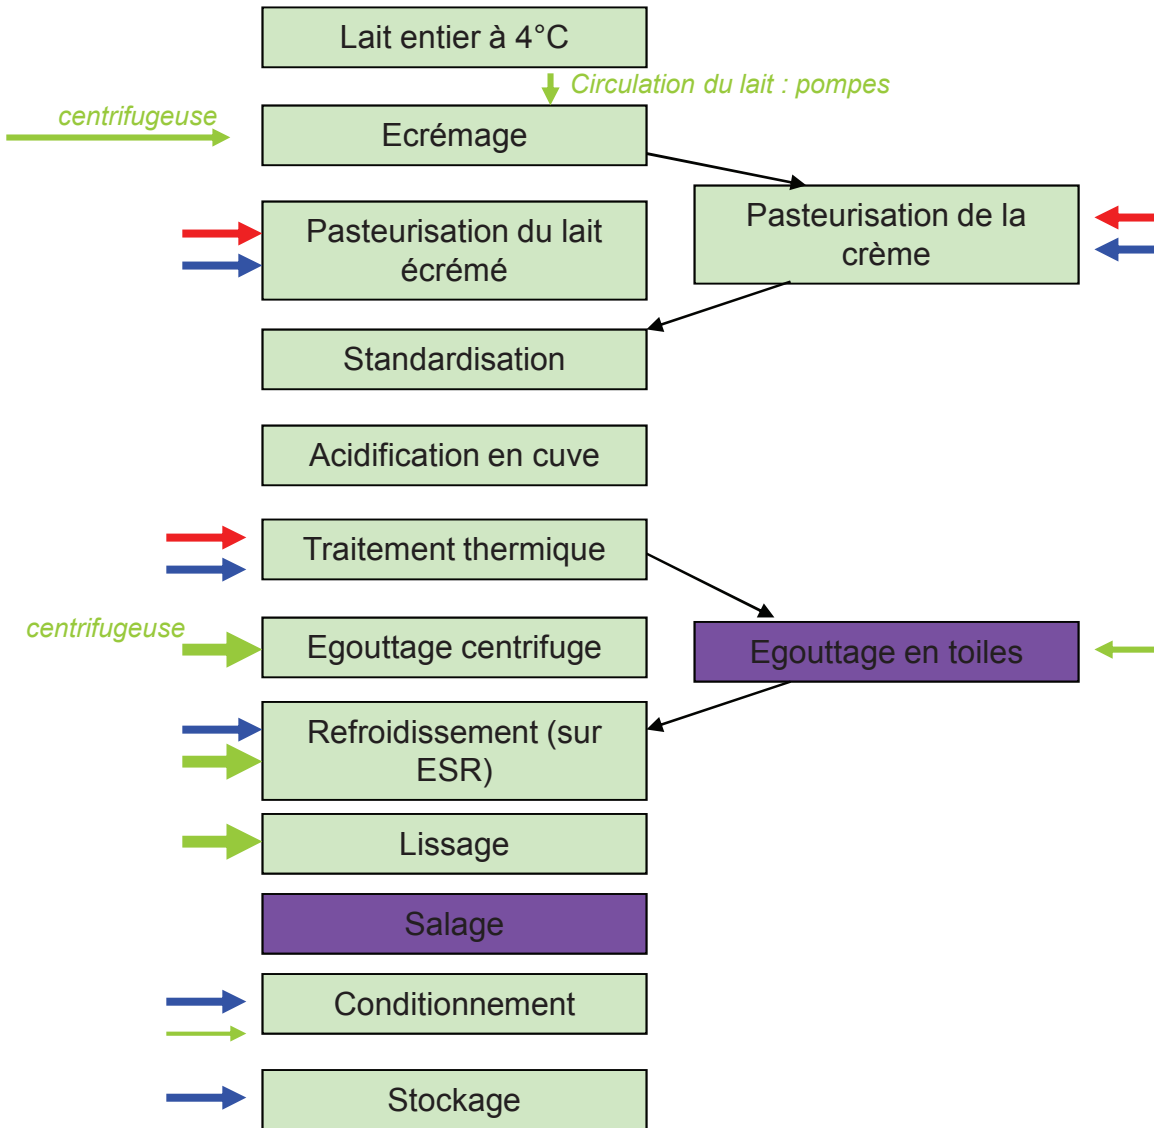 Lait entier à 4°C
Circulation du lait : pompes
centrifugeuse
Ecrémage
Pasteurisation du lait
écrémé
Pasteurisation de la
crème
Standardisation
Acidification en cuve
Traitement thermique
centrifugeuse
Egouttage centrifuge
Egouttage en toiles
Refroidissement (sur
ESR)
Lissage
Salage
Conditionnement
Stockage